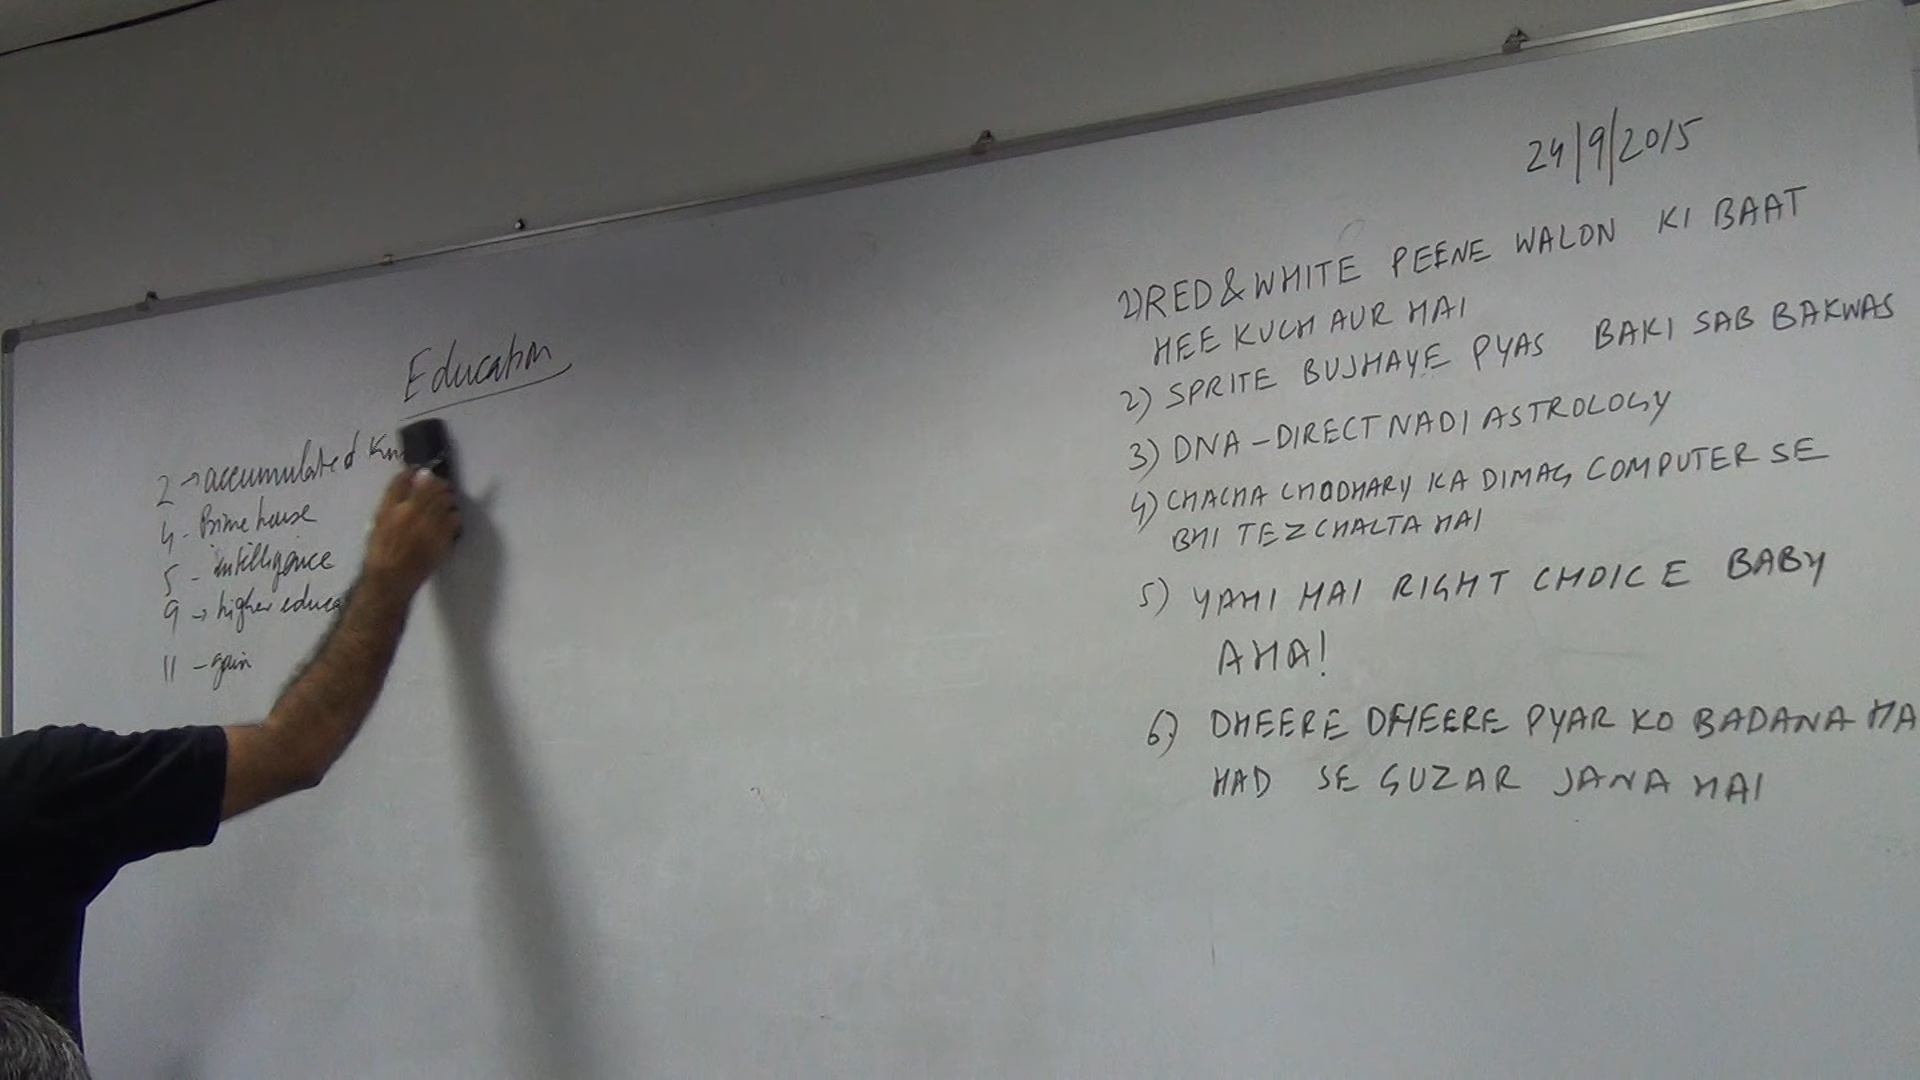 Education
2 → accumulated
4 - Prime house
5 - intelligence
9 → higher
11 - gain
24/9/2015
1) RED & WHITE PEENE WALON KI BAAT
HEE KUCH AUR HAI
2) SPRITE BUJHAYE PYAS BAKI SAB BAKWAS
3) DNA - DIRECT NADI ASTROLOGY
4) CHACHA CHODHARY KA DIMAG COMPUTER SE
BHI TEZ CHALTA HAI
5) YAHI HAI RIGHT CHOICE BABY
AHA!
6) DHEERE DHEERE PYAR KO BADANA HA
HAD SE GUZAR JANA HAI